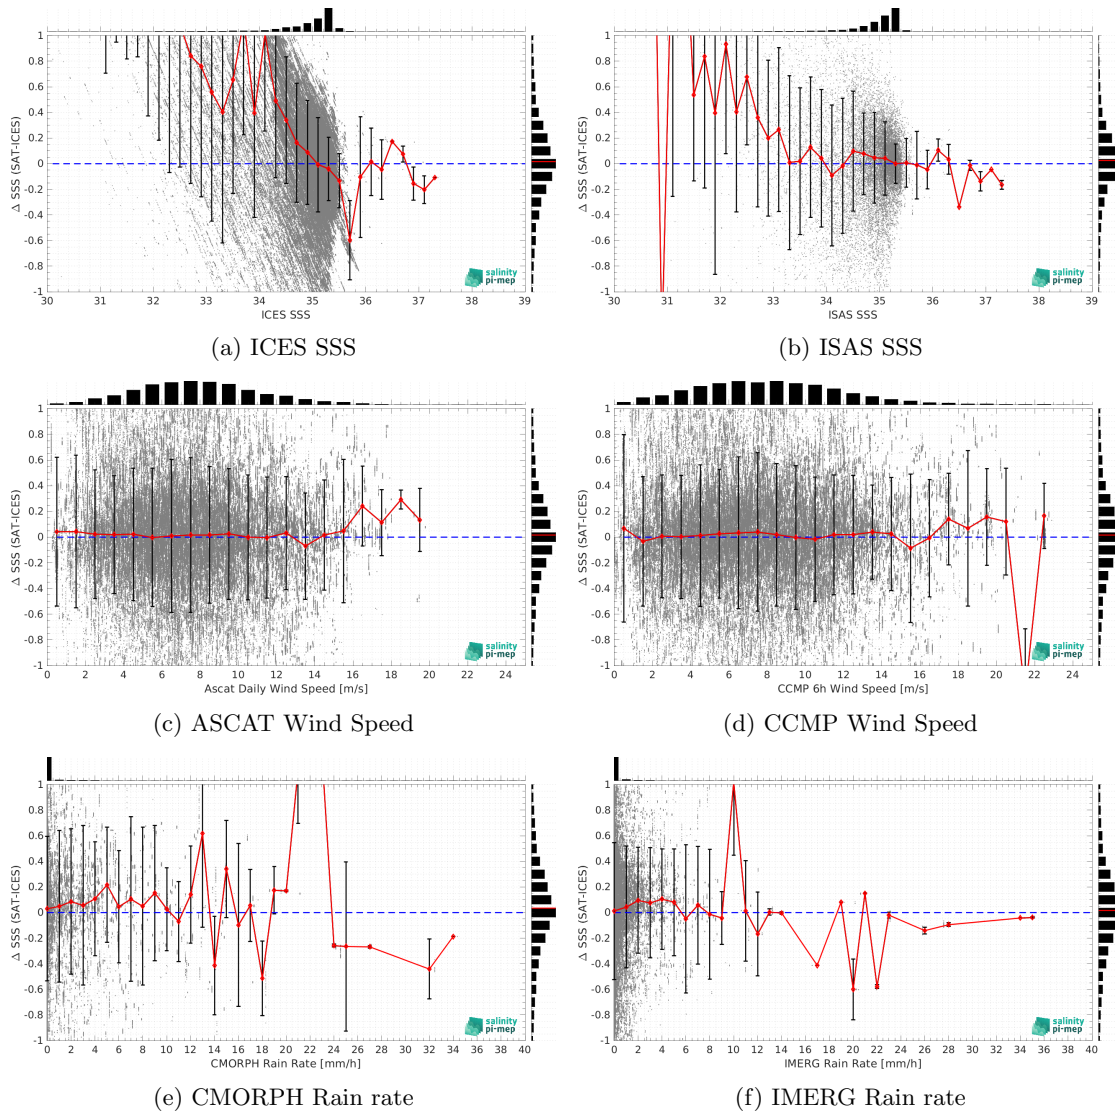 1
0.8
0.6
0.4
0.2
0
-0.2
-0.4
-0.6
-0.8
-1
Δ SSS (SAT-ICES)
salinity
pi-mep
30 31 32 33 34 35 36 37 38 39
ICES SSS
(a) ICES SSS
1
0.8
0.6
0.4
0.2
0
-0.2
-0.4
-0.6
-0.8
-1
Δ SSS (SAT-ICES)
salinity
pi-mep
30 31 32 33 34 35 36 37 38 39
ISAS SSS
(b) ISAS SSS
1
0.8
0.6
0.4
0.2
0
-0.2
-0.4
-0.6
-0.8
-1
Δ SSS (SAT-ICES)
salinity
pi-mep
0 2 4 6 8 10 12 14 16 18 20 22 24
Ascat Daily Wind Speed [m/s]
(c) ASCAT Wind Speed
1
0.8
0.6
0.4
0.2
0
-0.2
-0.4
-0.6
-0.8
-1
Δ SSS (SAT-ICES)
salinity
pi-mep
0 2 4 6 8 10 12 14 16 18 20 22 24
CCMP 6h Wind Speed [m/s]
(d) CCMP Wind Speed
1
0.8
0.6
0.4
0.2
0
-0.2
-0.4
-0.6
-0.8
-1
Δ SSS (SAT-ICES)
salinity
pi-mep
0 2 4 6 8 10 12 14 16 18 20 22 24 26 28 30 32 34 36 38 40
CMORPH Rain Rate [mm/h]
(e) CMORPH Rain rate
1
0.8
0.6
0.4
0.2
0
-0.2
-0.4
-0.6
-0.8
-1
Δ SSS (SAT-ICES)
salinity
pi-mep
0 2 4 6 8 10 12 14 16 18 20 22 24 26 28 30 32 34 36 38 40
IMERG Rain Rate [mm/h]
(f) IMERG Rain rate